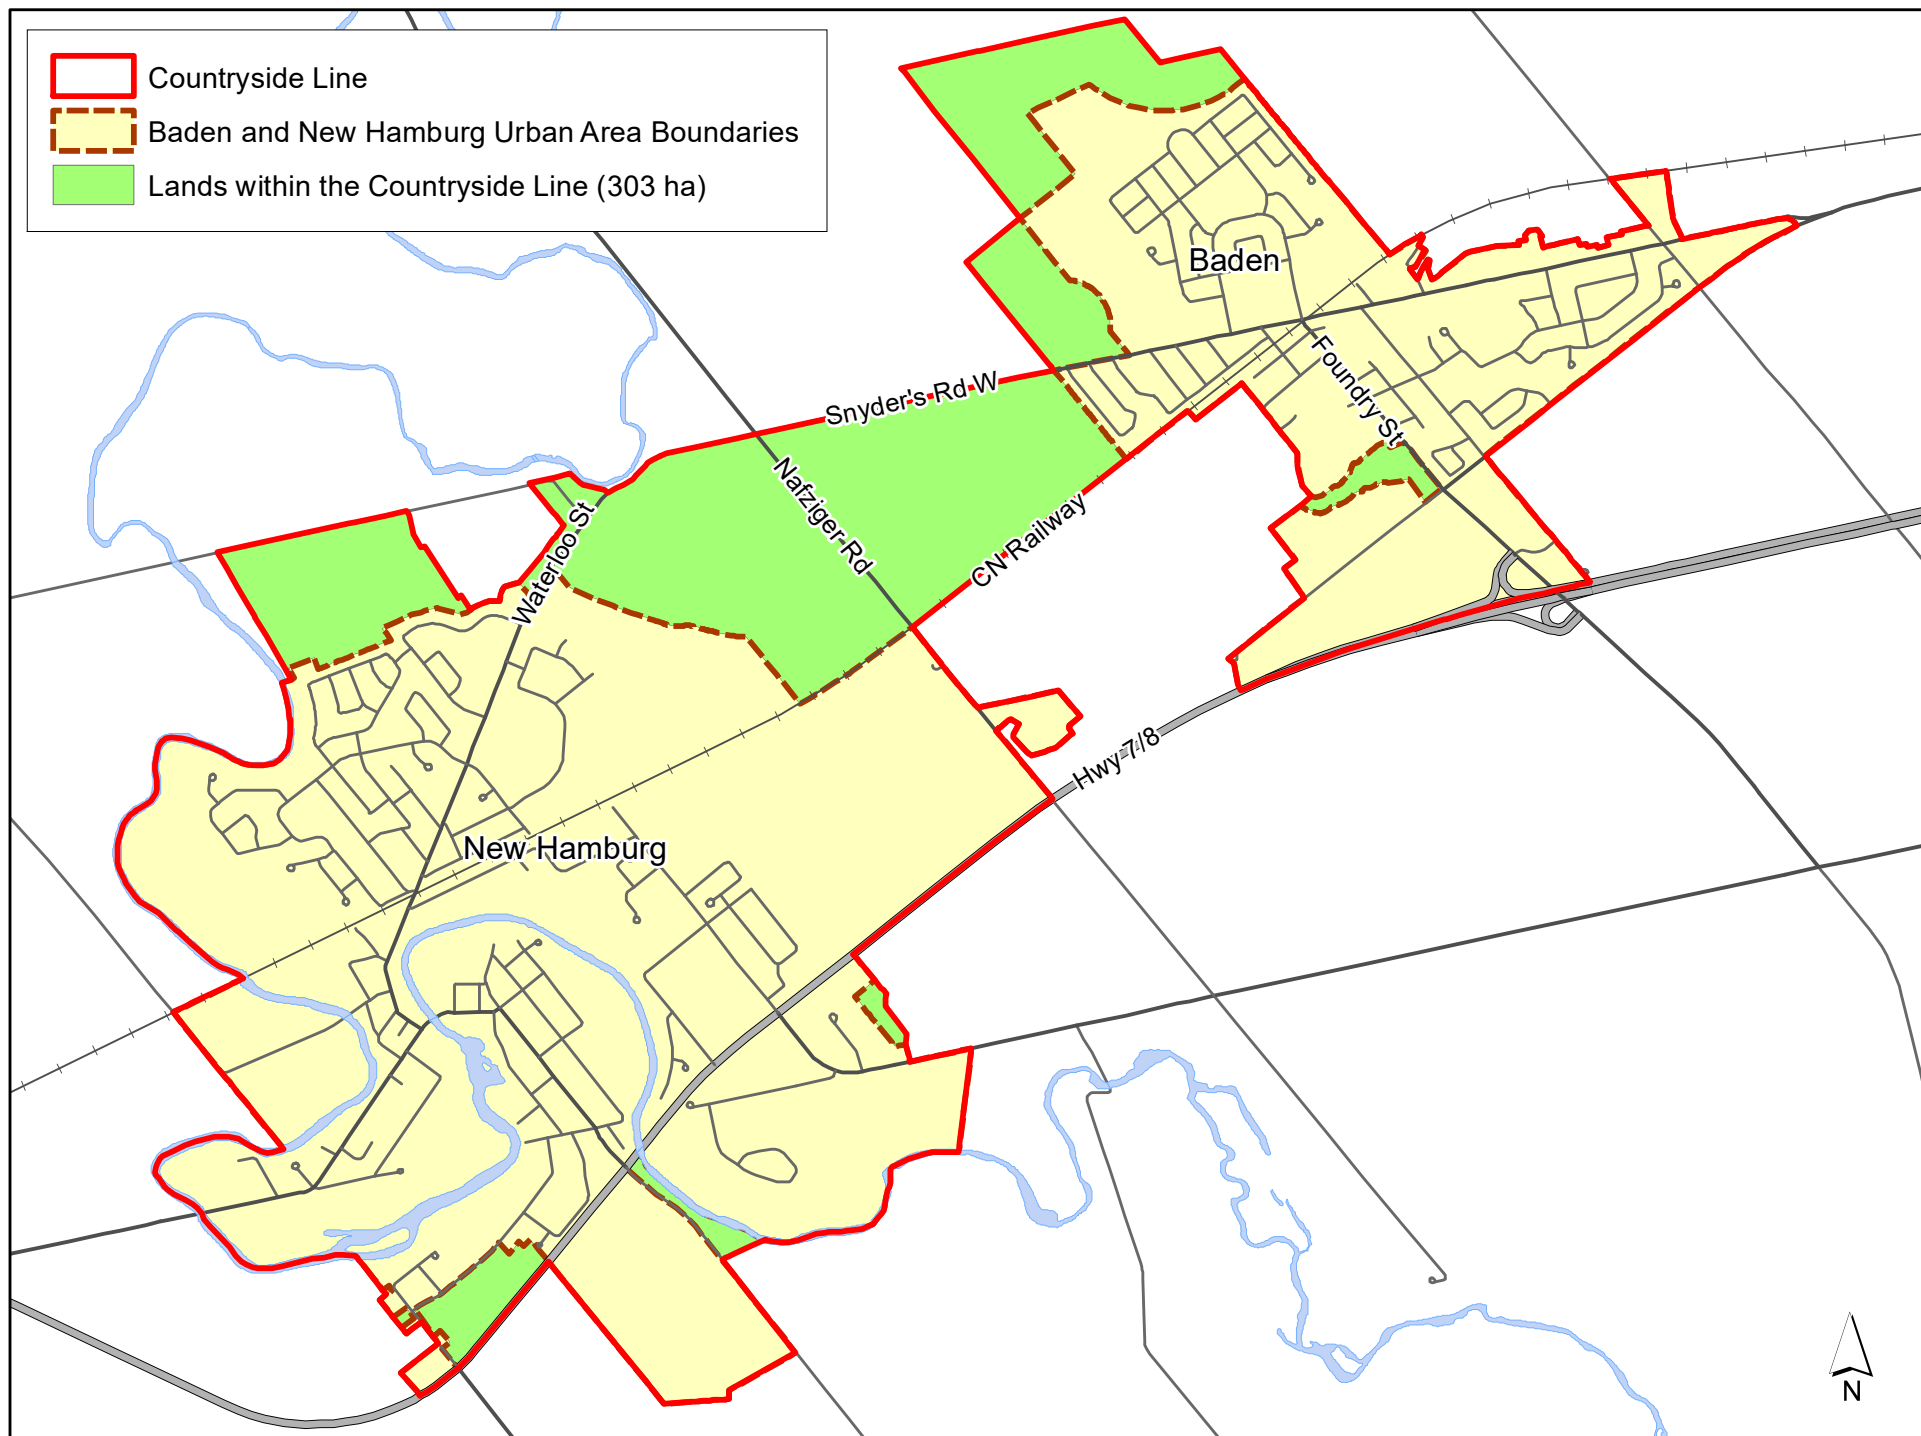 Countryside Line
Baden and New Hamburg Urban Area Boundaries
Lands within the Countryside Line (303 ha)
Baden
Foundry St
Snyder's Rd W
Nafziger Rd
Waterloo St
CN Railway
Hwy 7/8
New Hamburg
N